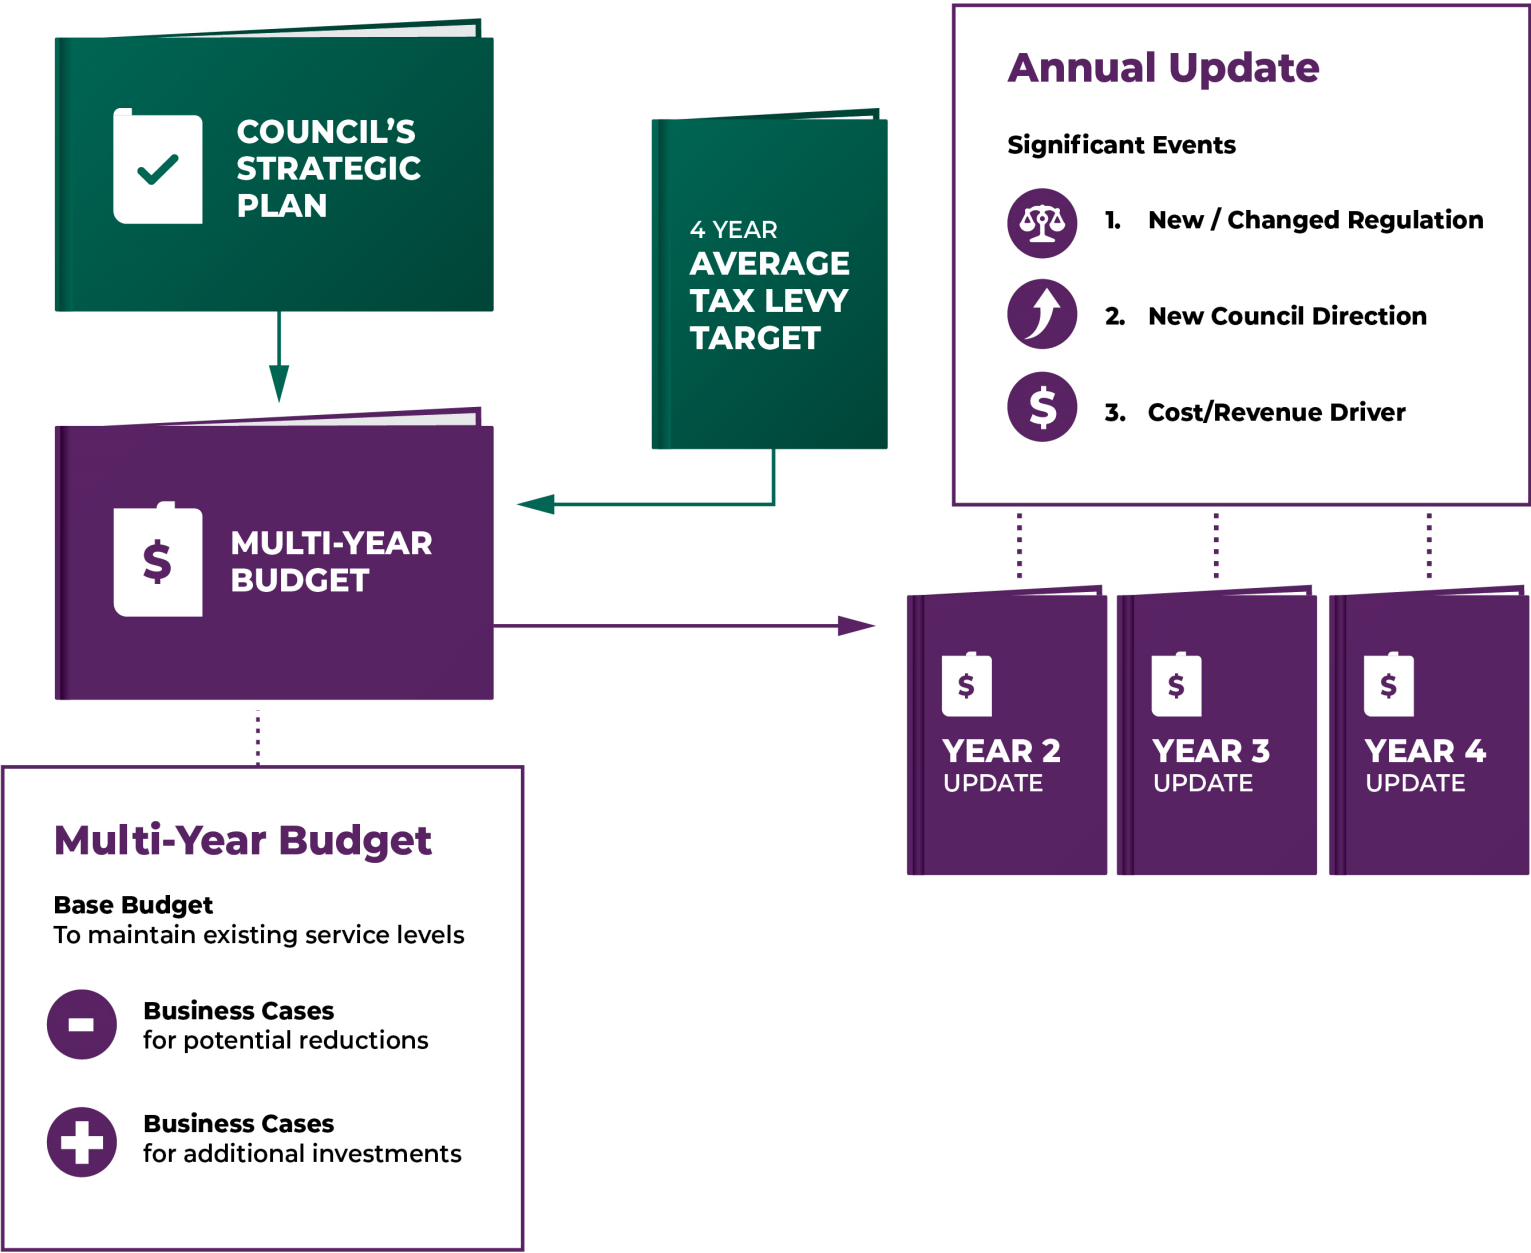 COUNCIL’S
STRATEGIC
PLAN
4 YEAR
AVERAGE
TAX LEVY
TARGET
Annual Update
Significant Events
1. New / Changed Regulation
2. New Council Direction
$ 3. Cost/Revenue Driver
$
MULTI-YEAR
BUDGET
$
YEAR 2
UPDATE
$
YEAR 3
UPDATE
$
YEAR 4
UPDATE
Multi-Year Budget
Base Budget
To maintain existing service levels
Business Cases
for potential reductions
Business Cases
for additional investments